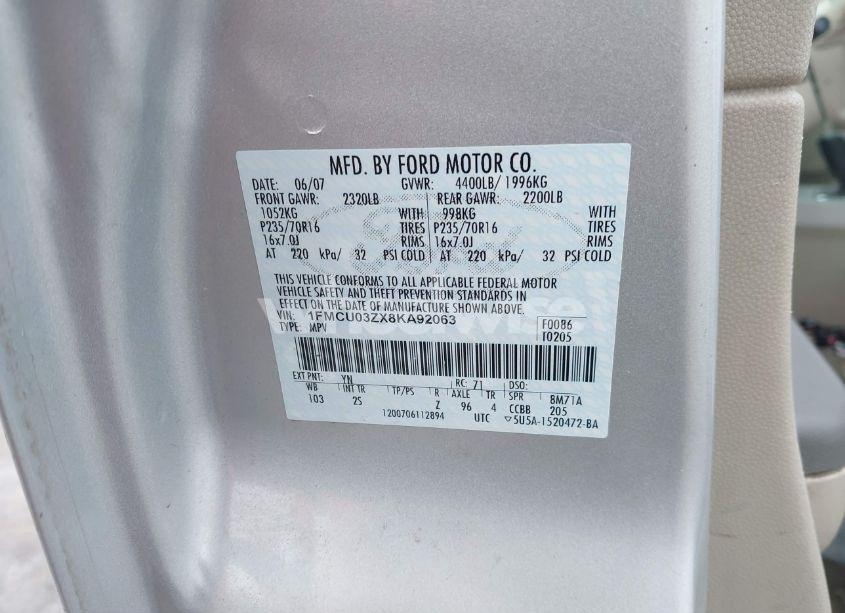 MFD. BY FORD MOTOR CO.
DATE: 06/07 GVWR: 4400LB/ 1996KG
FRONT GAWR: 2320LB REAR GAWR: 2200LB
1052KG WITH 998KG WITH
P235/70R16 TIRES P235/70R16 TIRES
16x7.0J RIMS 16x7.0J RIMS
AT 220 kPa/ 32 PSI COLD AT 220 kPa/ 32 PSI COLD
THIS VEHICLE CONFORMS TO ALL APPLICABLE FEDERAL MOTOR
VEHICLE SAFETY AND THEFT PREVENTION STANDARDS IN
EFFECT ON THE DATE OF MANUFACTURE SHOWN ABOVE.
VIN: 1FMCU03ZX8KA92063 F0086
TYPE: MPV T0205
EXT PNT: YN RC: 71 DSO:
WB INT TR TP/PS R AXLE TR SPR 8M71A
103 2S Z 96 4 CCBB 205
1200706112894 UTC ▽5U5A-1520472-BA